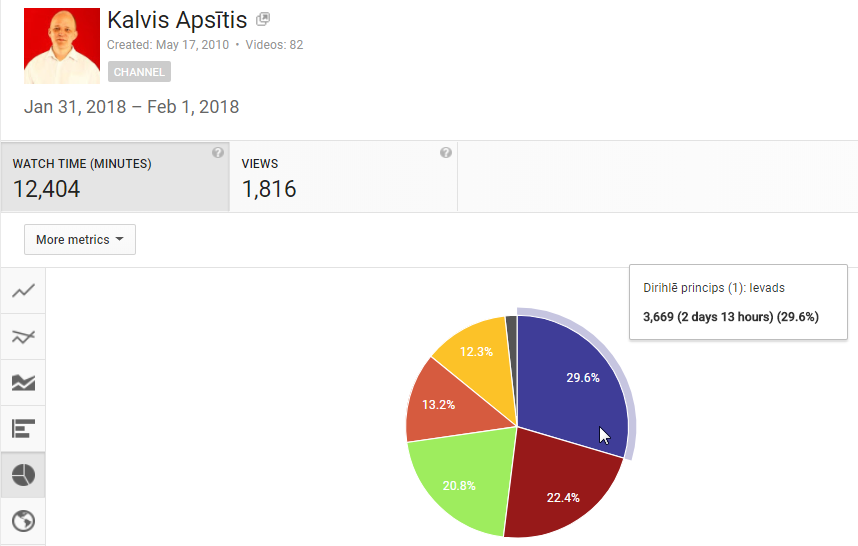 Kalvis Apsītis
Created: May 17, 2010 • Videos: 82
CHANNEL
Jan 31, 2018 – Feb 1, 2018
WATCH TIME (MINUTES)
12,404
?
VIEWS
1,816
?
More metrics
Dirihlē princips (1): Ievads
3,669 (2 days 13 hours) (29.6%)
12.3%
29.6%
13.2%
20.8%
22.4%